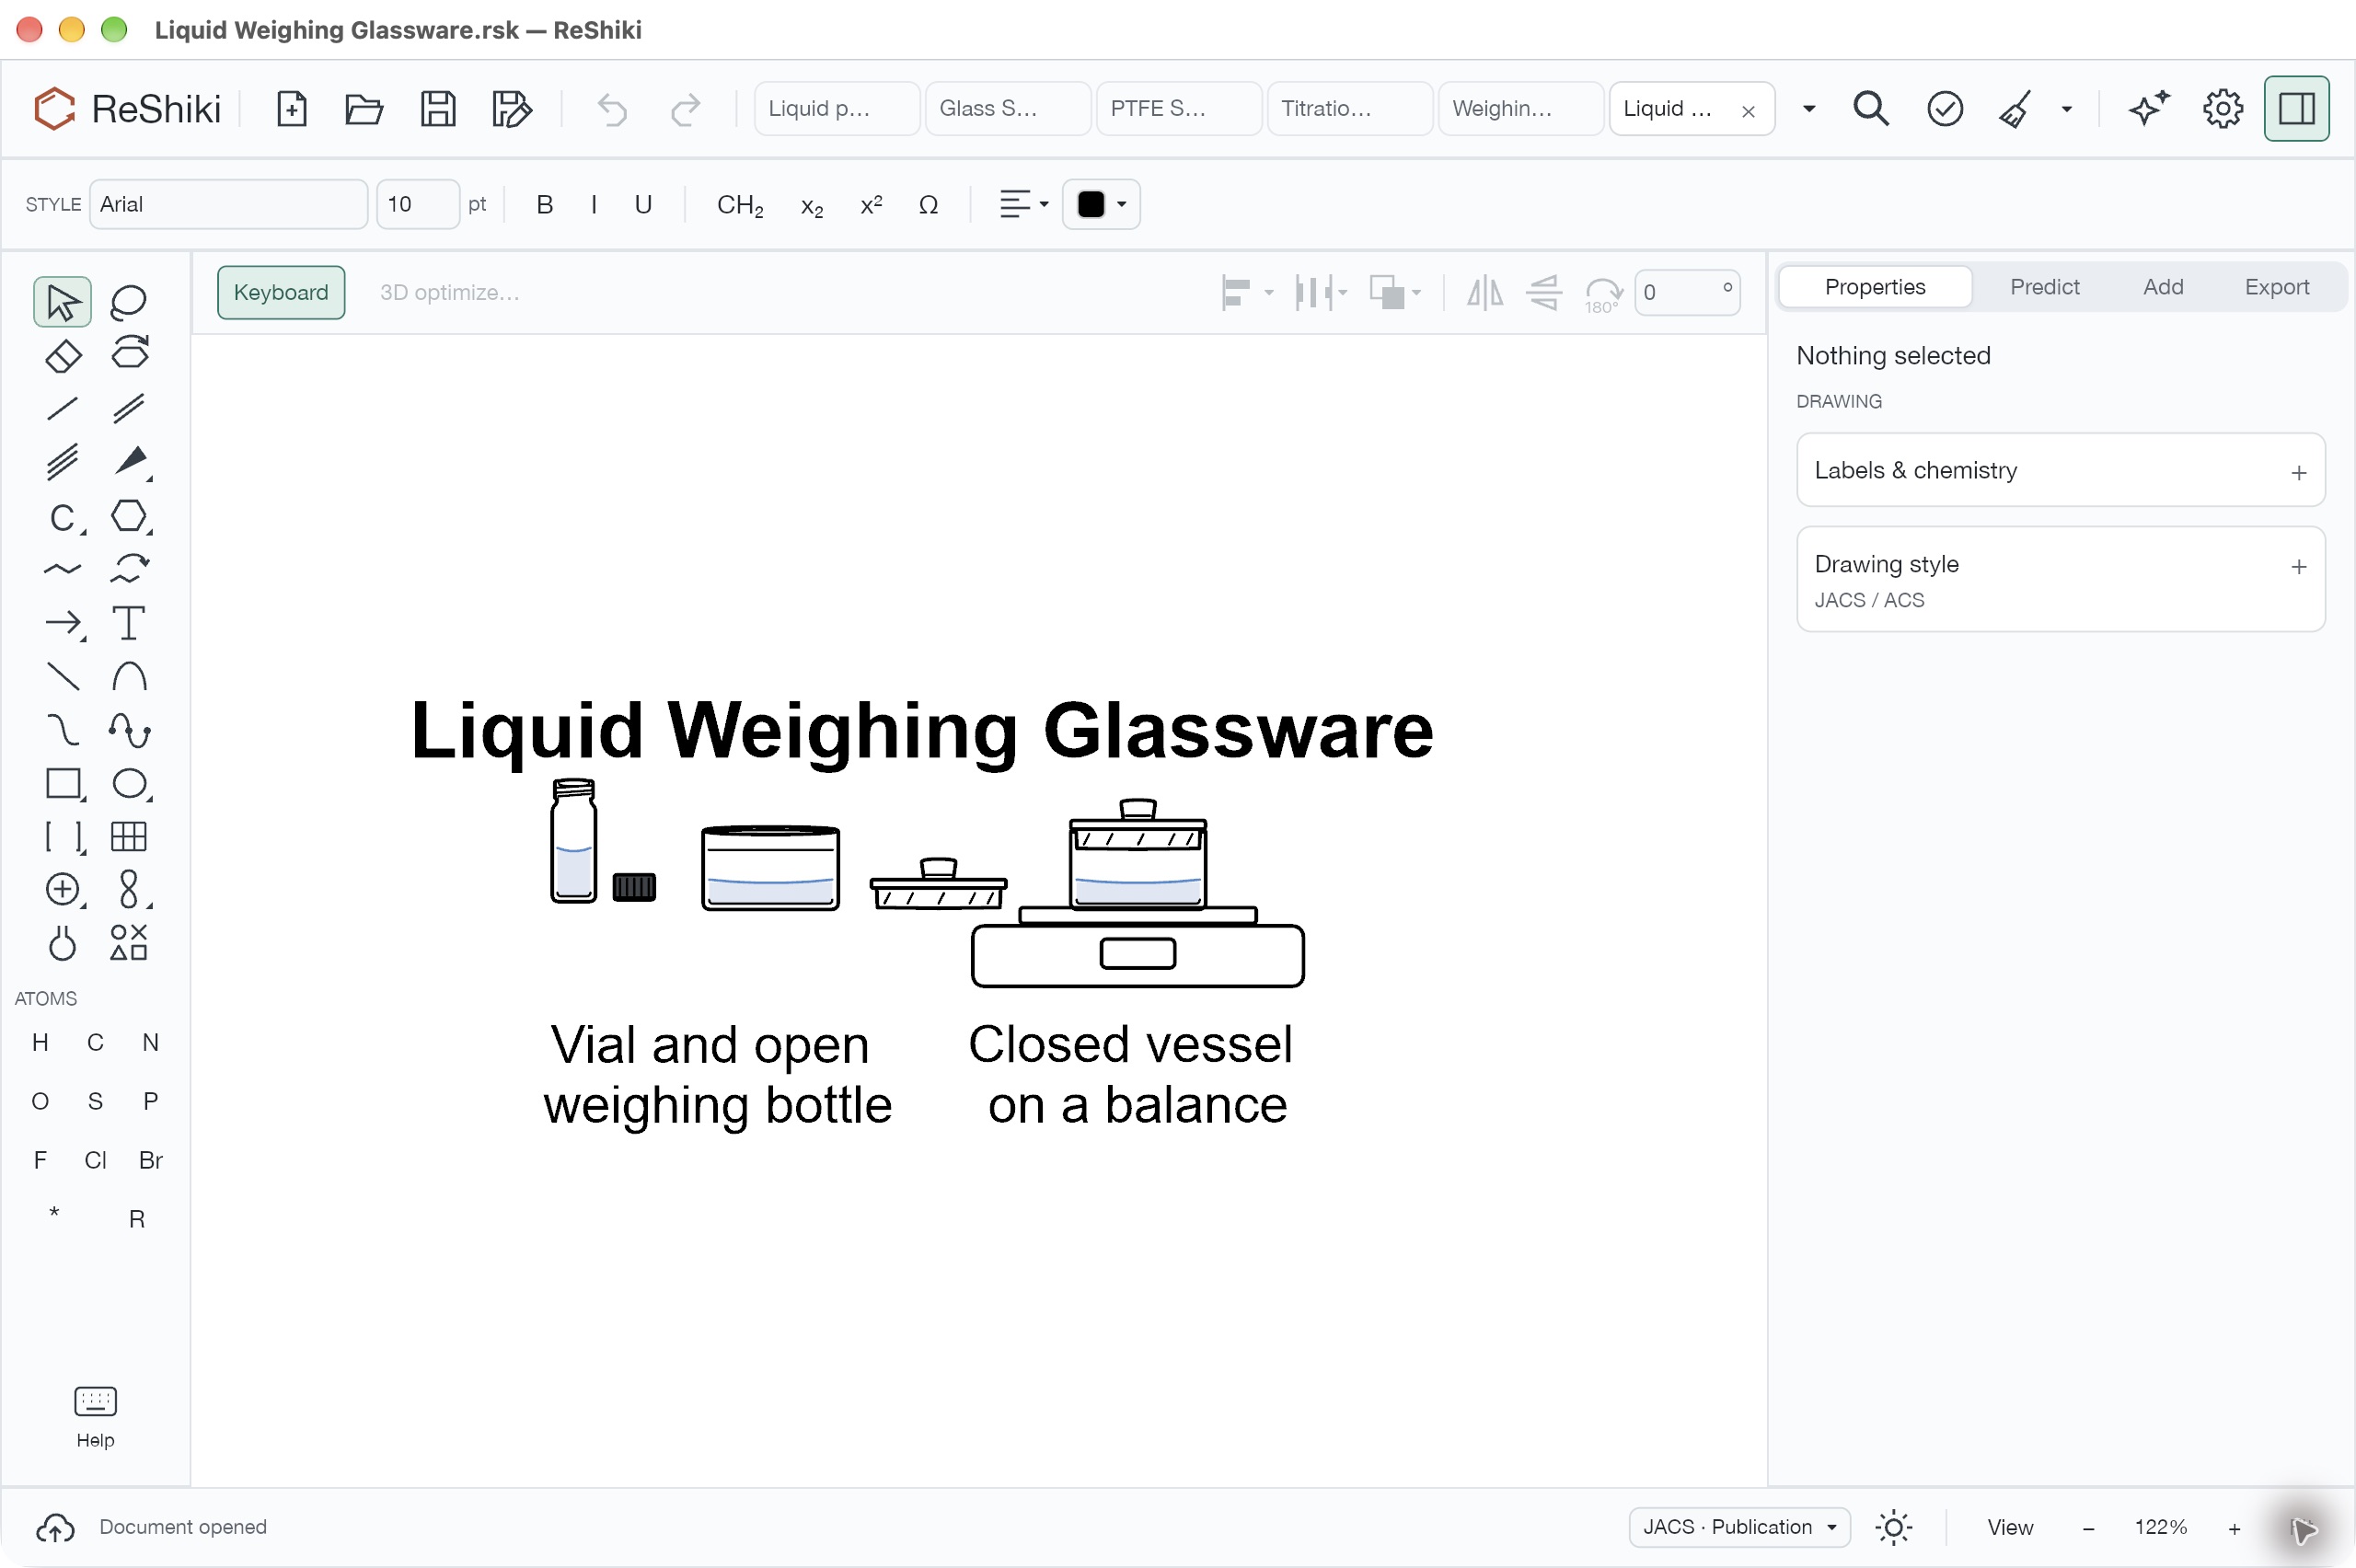 Liquid Weighing Glassware.rsk — ReShiki
ReShiki
Liquid p...
Glass S...
PTFE S...
Titratio...
Weighin...
Liquid ...
STYLE
Arial
10
pt
B
I
U
CH₂
x₂
x²
Ω
Keyboard
3D optimize...
180°
0
°
Properties
Predict
Add
Export
Nothing selected
DRAWING
Labels & chemistry
+
Drawing style
+
JACS / ACS
C
T
Liquid Weighing Glassware
Vial and open
weighing bottle
Closed vessel
on a balance
ATOMS
H C N
O S P
F Cl Br
* R
Help
Document opened
JACS · Publication
View
−
122%
+